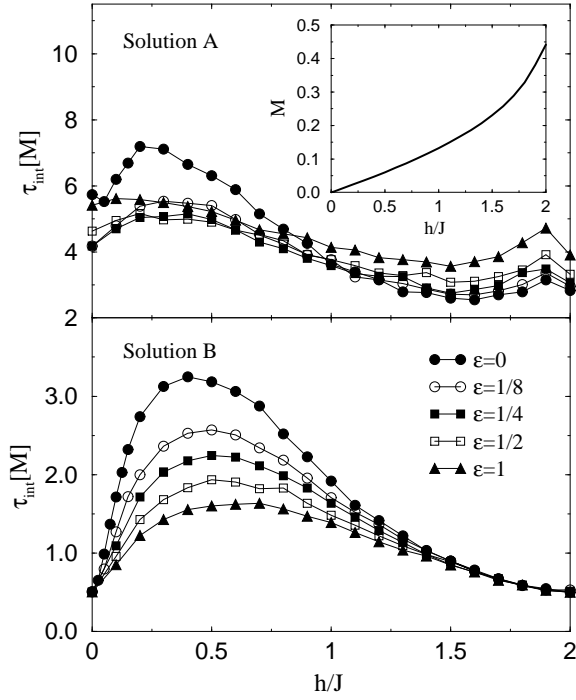 Solution A
10
8
6
4
2
τint[M]
M
0.5
0.4
0.3
0.2
0.1
0.0
0 0.5 1 1.5 2
h/J
Solution B
3.0
2.0
1.0
0.0
τint[M]
ε=0
ε=1/8
ε=1/4
ε=1/2
ε=1
0 0.5 1 1.5 2
h/J